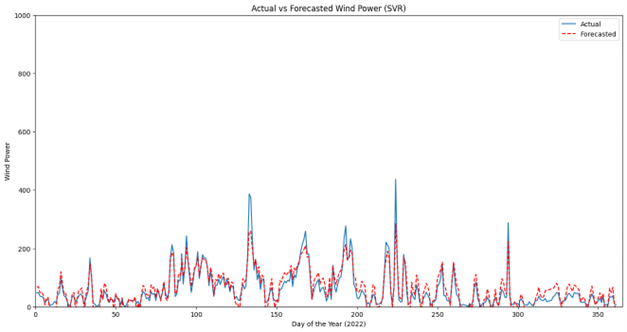 Actual vs Forecasted Wind Power (SVR)
Actual
Forecasted
1000
800
600
400
200
0
Wind Power
0 50 100 150 200 250 300 350
Day of the Year (2022)